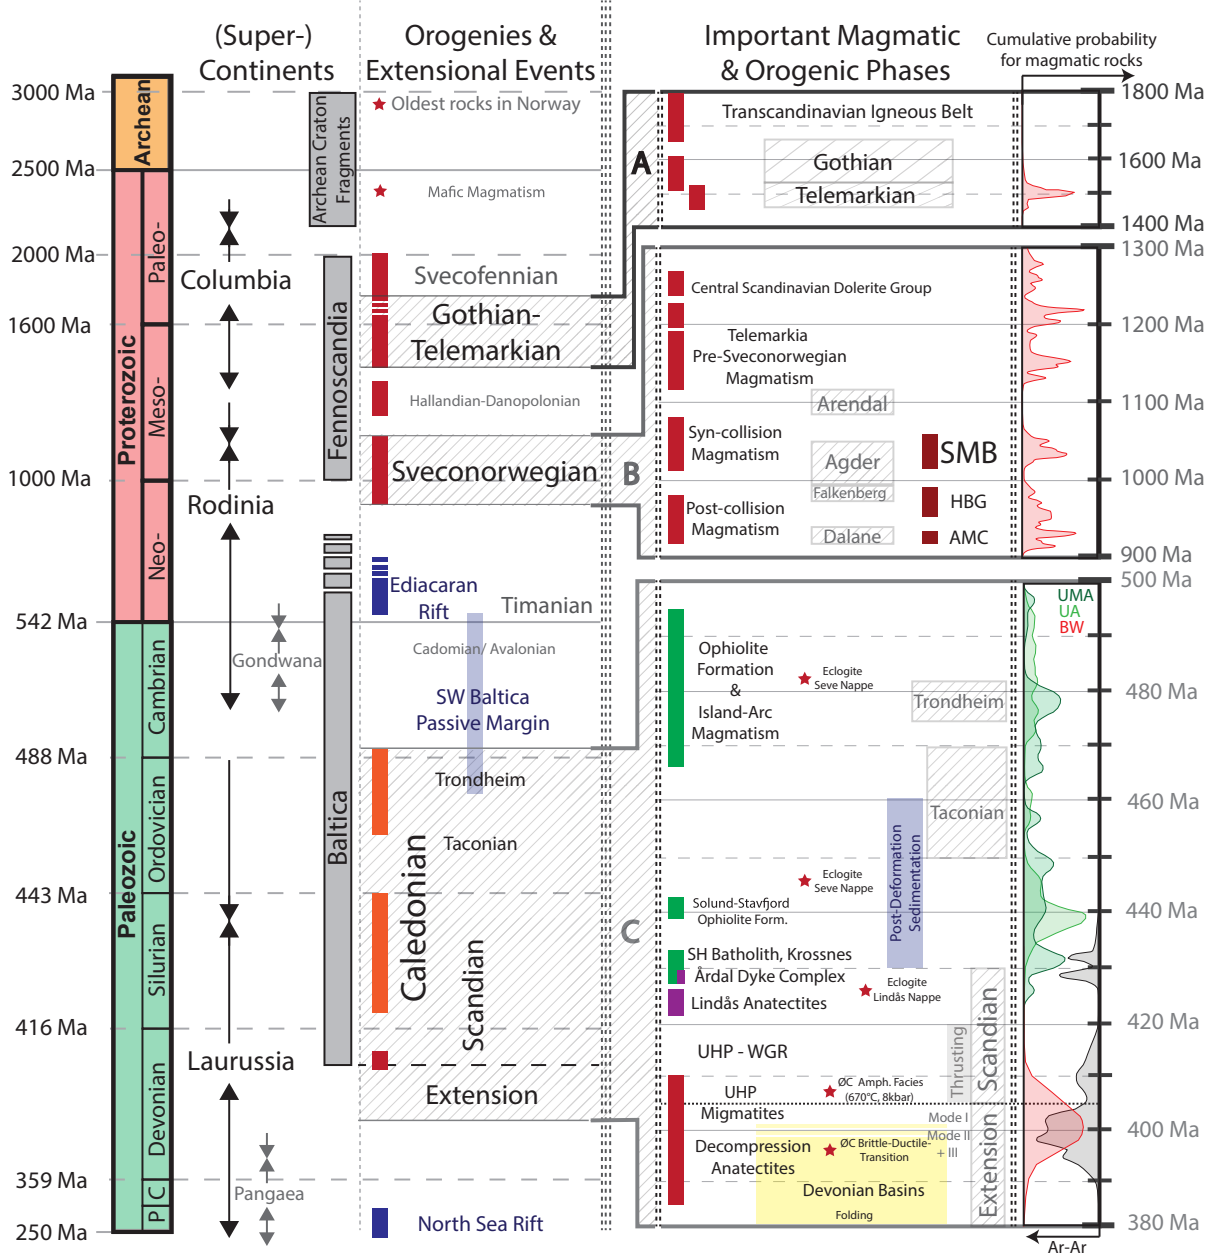 (Super-)
Continents
Orogenies &
Extensional Events
Important Magmatic
& Orogenic Phases
Cumulative probability
for magmatic rocks
3000 Ma
2500 Ma
2000 Ma
1600 Ma
1000 Ma
542 Ma
488 Ma
443 Ma
416 Ma
359 Ma
250 Ma
Archean
Proterozoic
Paleo-
Meso-
Neo-
Paleozoic
Cambrian
Ordovician
Silurian
Devonian
C
P
Columbia
Rodinia
Gondwana
Laurussia
Pangaea
Archean Craton
Fragments
Fennoscandia
Baltica
Oldest rocks in Norway
Mafic Magmatism
Svecofennian
Gothian-
Telemarkian
Hallandian-Danopolonian
Sveconorwegian
Ediacaran
Rift
Timanian
Cadomian/ Avalonian
SW Baltica
Passive Margin
Trondheim
Taconian
Caledonian
Scandian
Extension
North Sea Rift
A
B
C
1800 Ma
1600 Ma
1400 Ma
Transcandinavian Igneous Belt
Gothian
Telemarkian
1300 Ma
1200 Ma
1100 Ma
1000 Ma
900 Ma
Central Scandinavian Dolerite Group
Telemarkia
Pre-Sveconorwegian
Magmatism
Arendal
Syn-collision
Magmatism
Agder
SMB
Falkenberg
Post-collision
Magmatism
HBG
Dalane
AMC
500 Ma
480 Ma
460 Ma
440 Ma
420 Ma
400 Ma
380 Ma
UMA
UA
BW
Ophiolite
Formation
&
Island-Arc
Magmatism
Eclogite
Seve Nappe
Trondheim
Taconian
Post-Deformation
Sedimentation
Eclogite
Seve Nappe
Solund-Stavfjord
Ophiolite Form.
SH Batholith, Krossnes
Årdal Dyke Complex
Lindås Anatectites
Eclogite
Lindås Nappe
UHP - WGR
Thrusting
Scandian
UHP
Migmatites
ØC Amph. Facies
(670°C, 8kbar)
Mode I
Mode II
+ III
Extension
Decompression
Anatectites
ØC Brittle-Ductile-
Transition
Devonian Basins
Folding
Ar-Ar